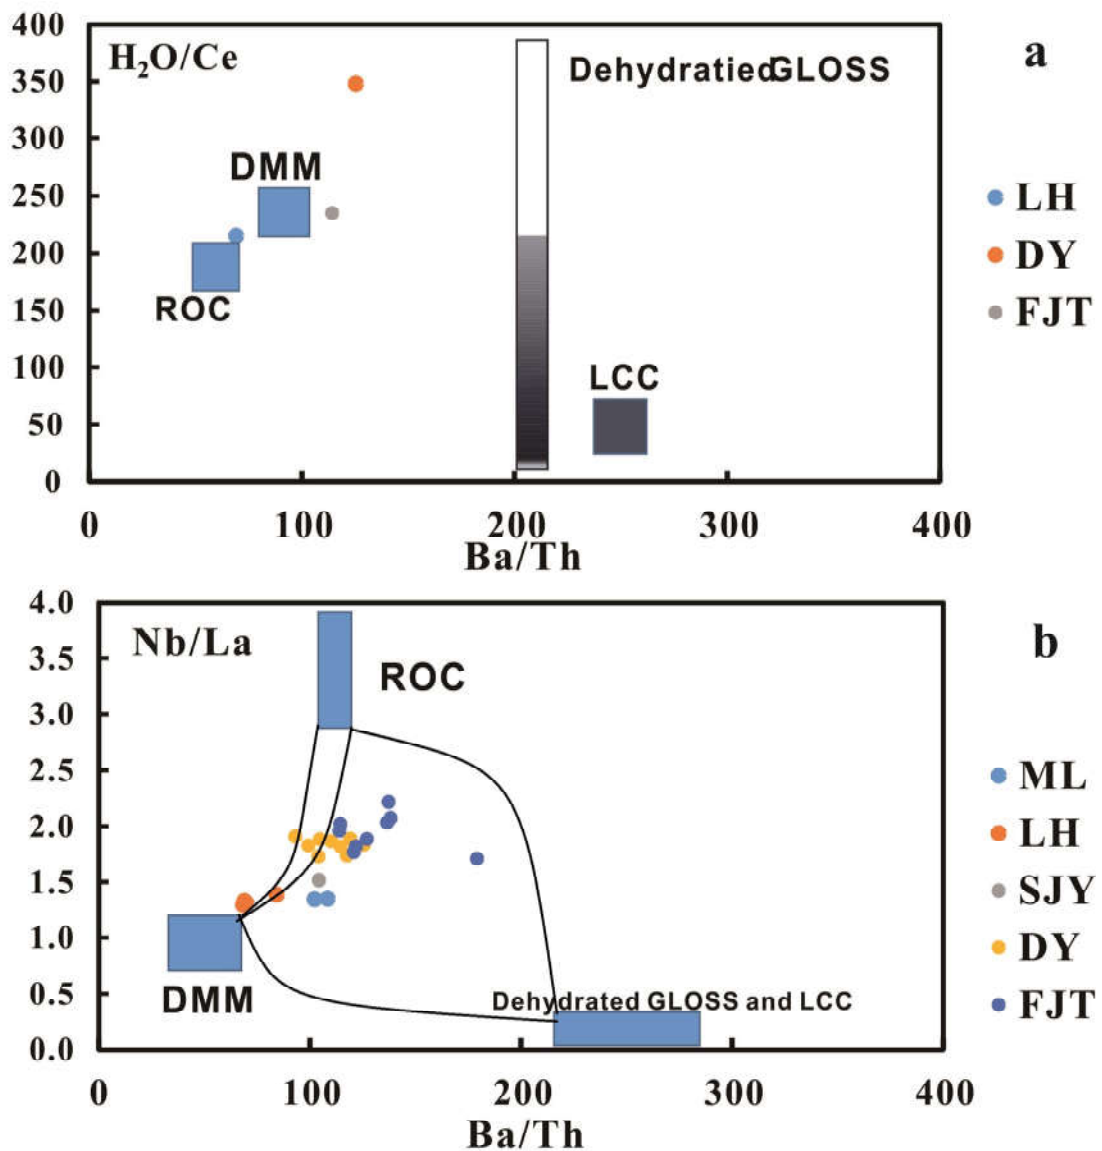 400
350
300
250
200
150
100
50
0
H₂O/Ce
DehydratiedGLOSS
a
DMM
ROC
LCC
LH
DY
FJT
0 100 200 300 400
Ba/Th
4.0
3.5
3.0
2.5
2.0
1.5
1.0
0.5
0.0
Nb/La
b
ROC
DMM
Dehydrated GLOSS and LCC
ML
LH
SJY
DY
FJT
0 100 200 300 400
Ba/Th